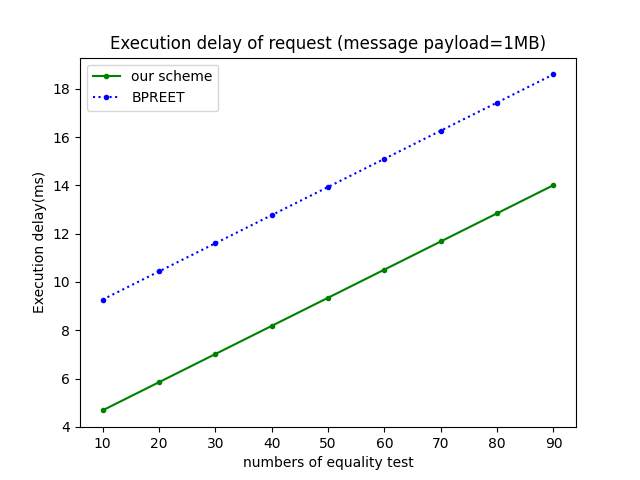 Execution delay of request (message payload=1MB)
our scheme
BPREET
18
16
14
12
10
8
6
4
Execution delay(ms)
10 20 30 40 50 60 70 80 90
numbers of equality test